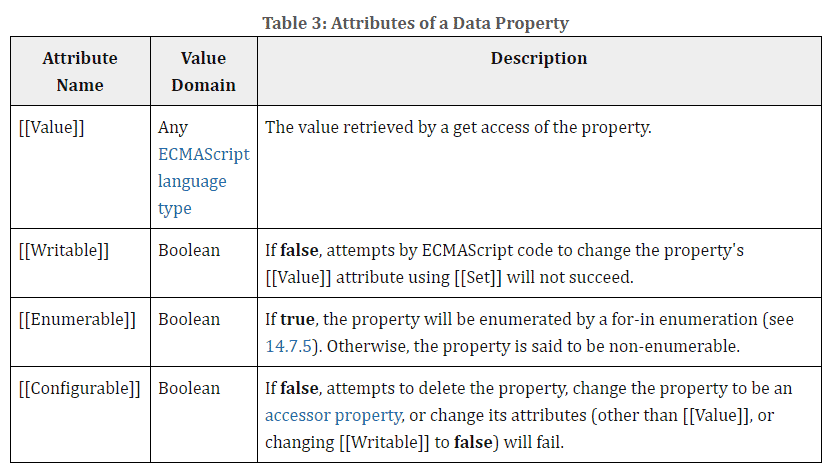 Table 3: Attributes of a Data Property
Attribute Name
Value Domain
Description
[[Value]]
Any
ECMAScript
language
type
The value retrieved by a get access of the property.
[[Writable]]
Boolean
If false, attempts by ECMAScript code to change the property's
[[Value]] attribute using [[Set]] will not succeed.
[[Enumerable]]
Boolean
If true, the property will be enumerated by a for-in enumeration (see
14.7.5). Otherwise, the property is said to be non-enumerable.
[[Configurable]]
Boolean
If false, attempts to delete the property, change the property to be an
accessor property, or change its attributes (other than [[Value]], or
changing [[Writable]] to false) will fail.